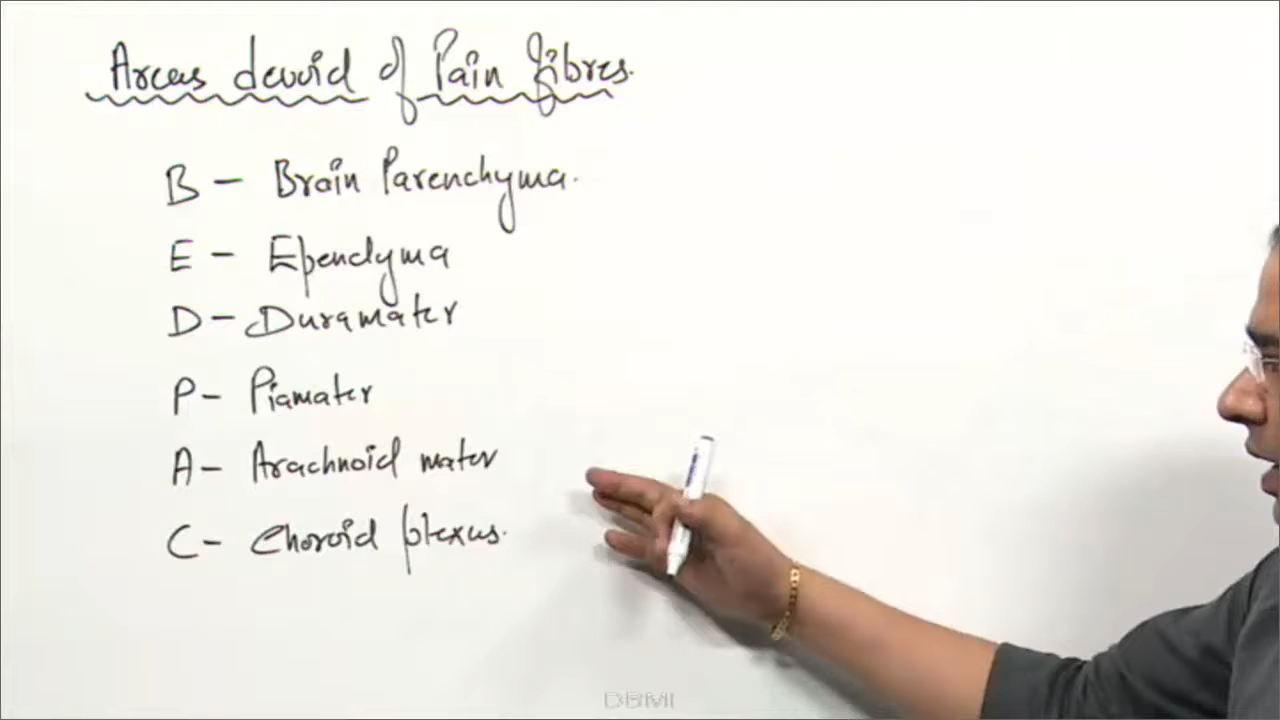 Areas devoid of Pain fibres.
B - Brain Parenchyma.
E - Ependyma
D - Duramater
P - Piamater
A - Arachnoid mater
C - Choroid plexus.
DBMI